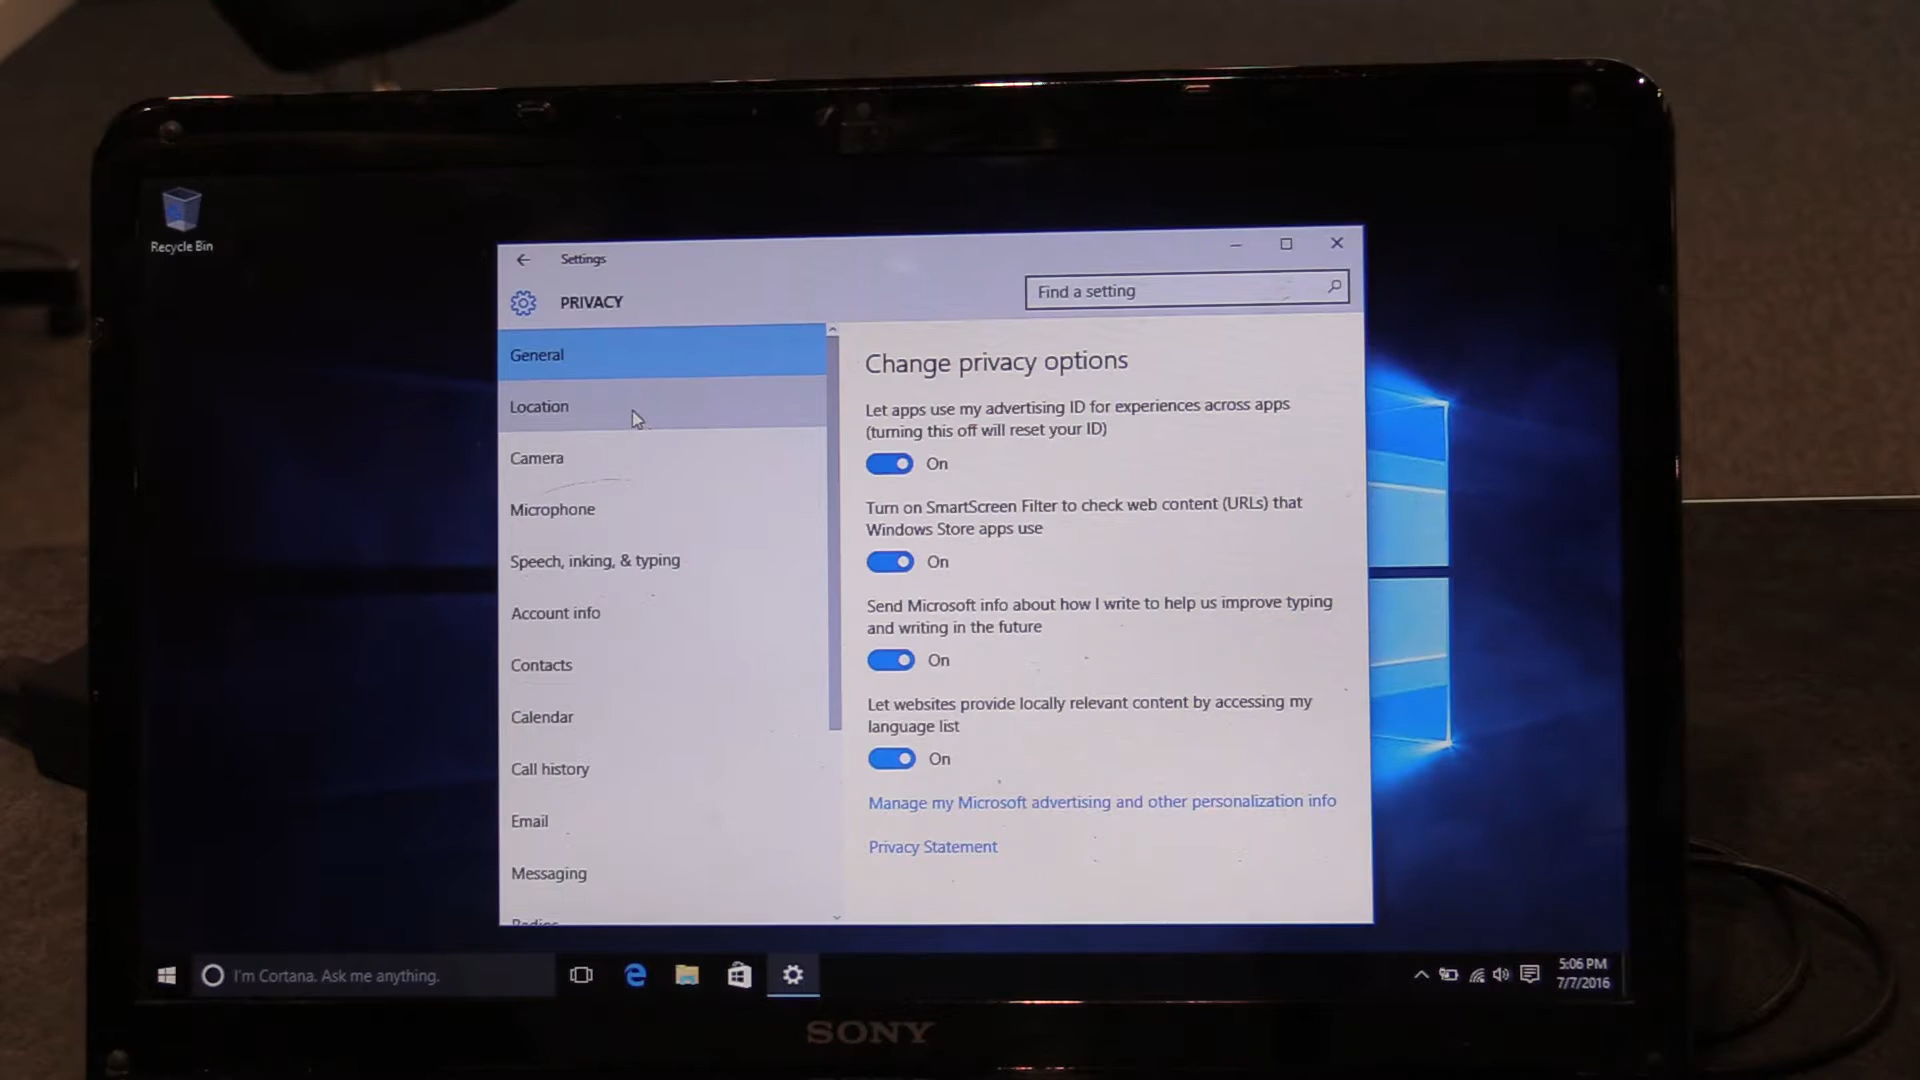 Recycle Bin
Settings
PRIVACY
Find a setting
General
Location
Camera
Microphone
Speech, inking, & typing
Account info
Contacts
Calendar
Call history
Email
Messaging
Radios
Change privacy options
Let apps use my advertising ID for experiences across apps
(turning this off will reset your ID)
On
Turn on SmartScreen Filter to check web content (URLs) that
Windows Store apps use
On
Send Microsoft info about how I write to help us improve typing
and writing in the future
On
Let websites provide locally relevant content by accessing my
language list
On
Manage my Microsoft advertising and other personalization info
Privacy Statement
I'm Cortana. Ask me anything.
5:06 PM
7/7/2016
SONY